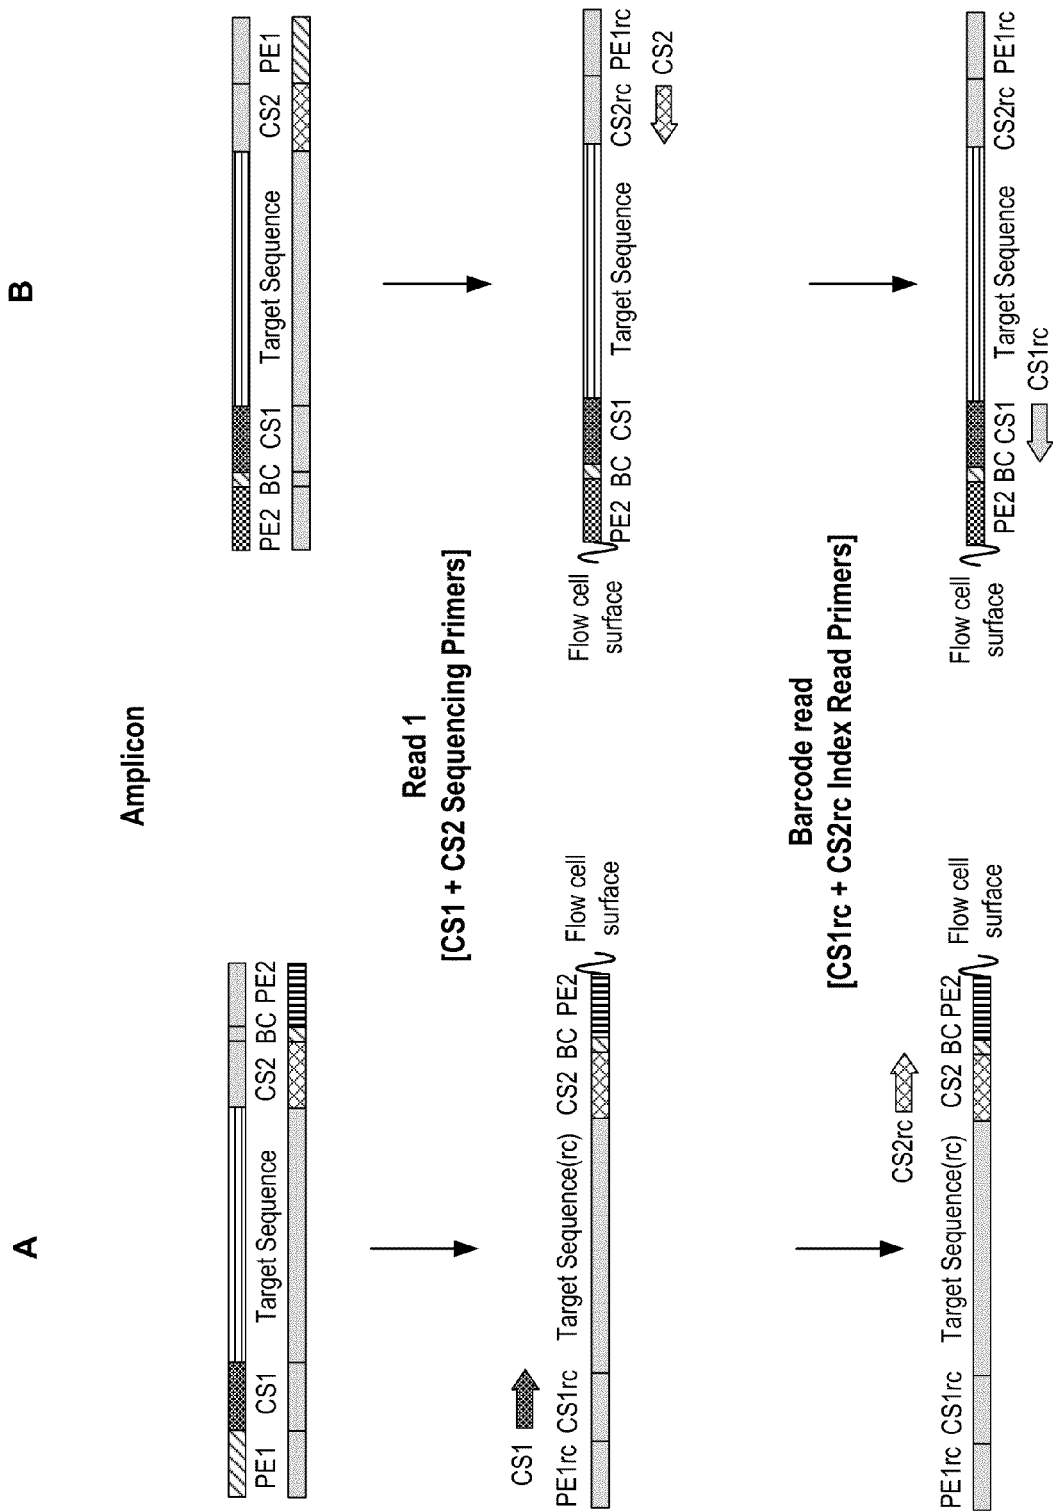 A
B
Amplicon
PE1 CS1 Target Sequence CS2 BC PE2
PE2 BC CS1 Target Sequence CS2 PE1
Read 1
[CS1 + CS2 Sequencing Primers]
CS1
PE1rc CS1rc Target Sequence(rc) CS2 BC PE2
Flow cell
surface
Flow cell
surface
PE2 BC CS1 Target Sequence CS2rc PE1rc
CS2
Barcode read
[CS1rc + CS2rc Index Read Primers]
CS2rc
PE1rc CS1rc Target Sequence(rc) CS2 BC PE2
Flow cell
surface
Flow cell
surface
PE2 BC CS1 Target Sequence CS2rc PE1rc
CS1rc